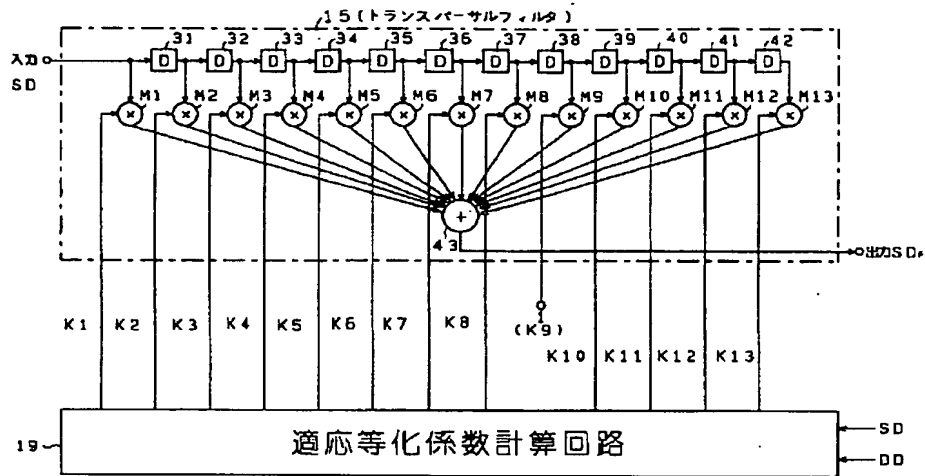 15(トランスバーサルフィルタ)
31 32 33 34 35 36 37 38 39 40 41 42
入力
SD
D D D D D D D D D D D D
M1 M2 M3 M4 M5 M6 M7 M8 M9 M10 M11 M12 M13
× × × × × × × × × × × × ×
+
43
出力SDF
K1 K2 K3 K4 K5 K6 K7 K8
1
(K9)
K10 K11 K12 K13
19
適応等化係数計算回路
SD
DD